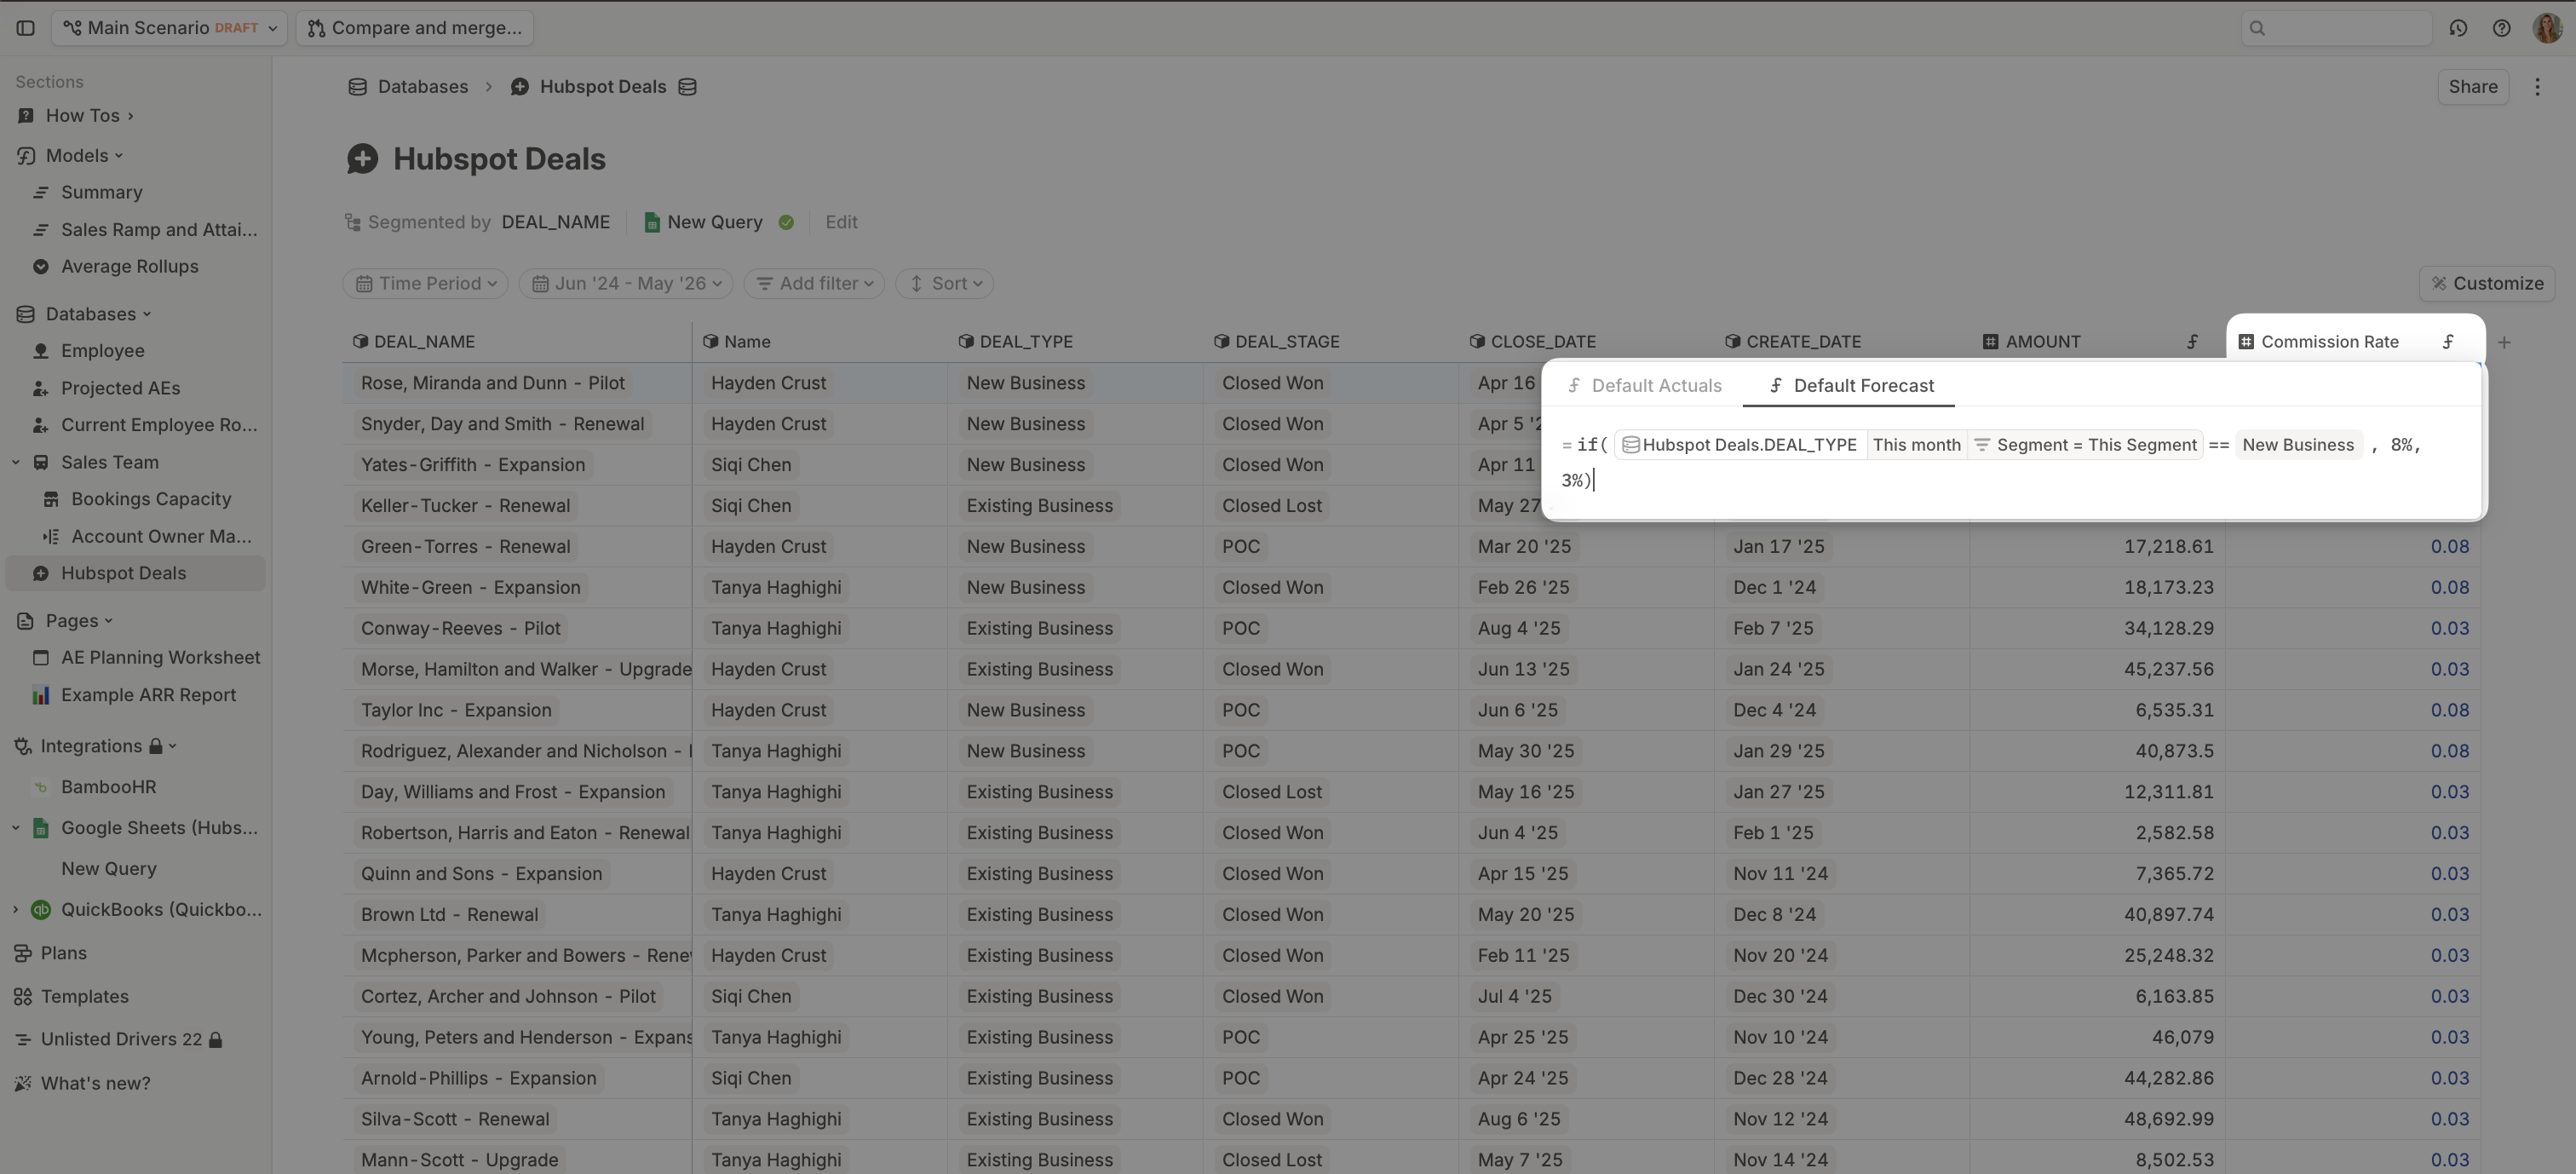 Main Scenario DRAFT
Compare and merge...
Sections
How Tos
Models
Summary
Sales Ramp and Attai...
Average Rollups
Databases
Employee
Projected AEs
Current Employee Ro...
Sales Team
Bookings Capacity
Account Owner Ma...
Hubspot Deals
Pages
AE Planning Worksheet
Example ARR Report
Integrations
BambooHR
Google Sheets (Hubs...
New Query
qb QuickBooks (Quickbo...
Plans
Templates
Unlisted Drivers 22
What's new?
Databases > Hubspot Deals
Share
Hubspot Deals
Segmented by DEAL_NAME New Query Edit
Time Period Jun '24 - May '26 Add filter Sort Customize
DEAL_NAME Name DEAL_TYPE DEAL_STAGE CLOSE_DATE CREATE_DATE AMOUNT Commission Rate
Default Actuals Default Forecast
= if( Hubspot Deals.DEAL_TYPE This month Segment = This Segment == New Business , 8%,
3%)
Rose, Miranda and Dunn - Pilot Hayden Crust New Business Closed Won Apr 16
Snyder, Day and Smith - Renewal Hayden Crust New Business Closed Won Apr 5
Yates-Griffith - Expansion Siqi Chen New Business Closed Won Apr 11
Keller-Tucker - Renewal Siqi Chen Existing Business Closed Lost May 27
Green-Torres - Renewal Hayden Crust New Business POC Mar 20 '25 Jan 17 '25 17,218.61 0.08
White-Green - Expansion Tanya Haghighi New Business Closed Won Feb 26 '25 Dec 1 '24 18,173.23 0.08
Conway-Reeves - Pilot Tanya Haghighi Existing Business POC Aug 4 '25 Feb 7 '25 34,128.29 0.03
Morse, Hamilton and Walker - Upgrade Hayden Crust Existing Business Closed Won Jun 13 '25 Jan 24 '25 45,237.56 0.03
Taylor Inc - Expansion Hayden Crust New Business POC Jun 6 '25 Dec 4 '24 6,535.31 0.08
Rodriguez, Alexander and Nicholson - Tanya Haghighi New Business POC May 30 '25 Jan 29 '25 40,873.5 0.08
Day, Williams and Frost - Expansion Tanya Haghighi Existing Business Closed Lost May 16 '25 Jan 27 '25 12,311.81 0.03
Robertson, Harris and Eaton - Renewal Tanya Haghighi Existing Business Closed Won Jun 4 '25 Feb 1 '25 2,582.58 0.03
Quinn and Sons - Expansion Hayden Crust Existing Business Closed Won Apr 15 '25 Nov 11 '24 7,365.72 0.03
Brown Ltd - Renewal Tanya Haghighi Existing Business Closed Won May 20 '25 Dec 8 '24 40,897.74 0.03
Mcpherson, Parker and Bowers - Rene Hayden Crust Existing Business Closed Won Feb 11 '25 Nov 20 '24 25,248.32 0.03
Cortez, Archer and Johnson - Pilot Siqi Chen Existing Business Closed Won Jul 4 '25 Dec 30 '24 6,163.85 0.03
Young, Peters and Henderson - Expans Tanya Haghighi Existing Business POC Apr 25 '25 Nov 10 '24 46,079 0.03
Arnold-Phillips - Expansion Siqi Chen Existing Business POC Apr 24 '25 Dec 28 '24 44,282.86 0.03
Silva-Scott - Renewal Tanya Haghighi Existing Business Closed Won Aug 6 '25 Nov 12 '24 48,692.99 0.03
Mann-Scott - Upgrade Tanya Haghighi Existing Business Closed Lost May 7 '25 Nov 14 '24 8,502.53 0.03